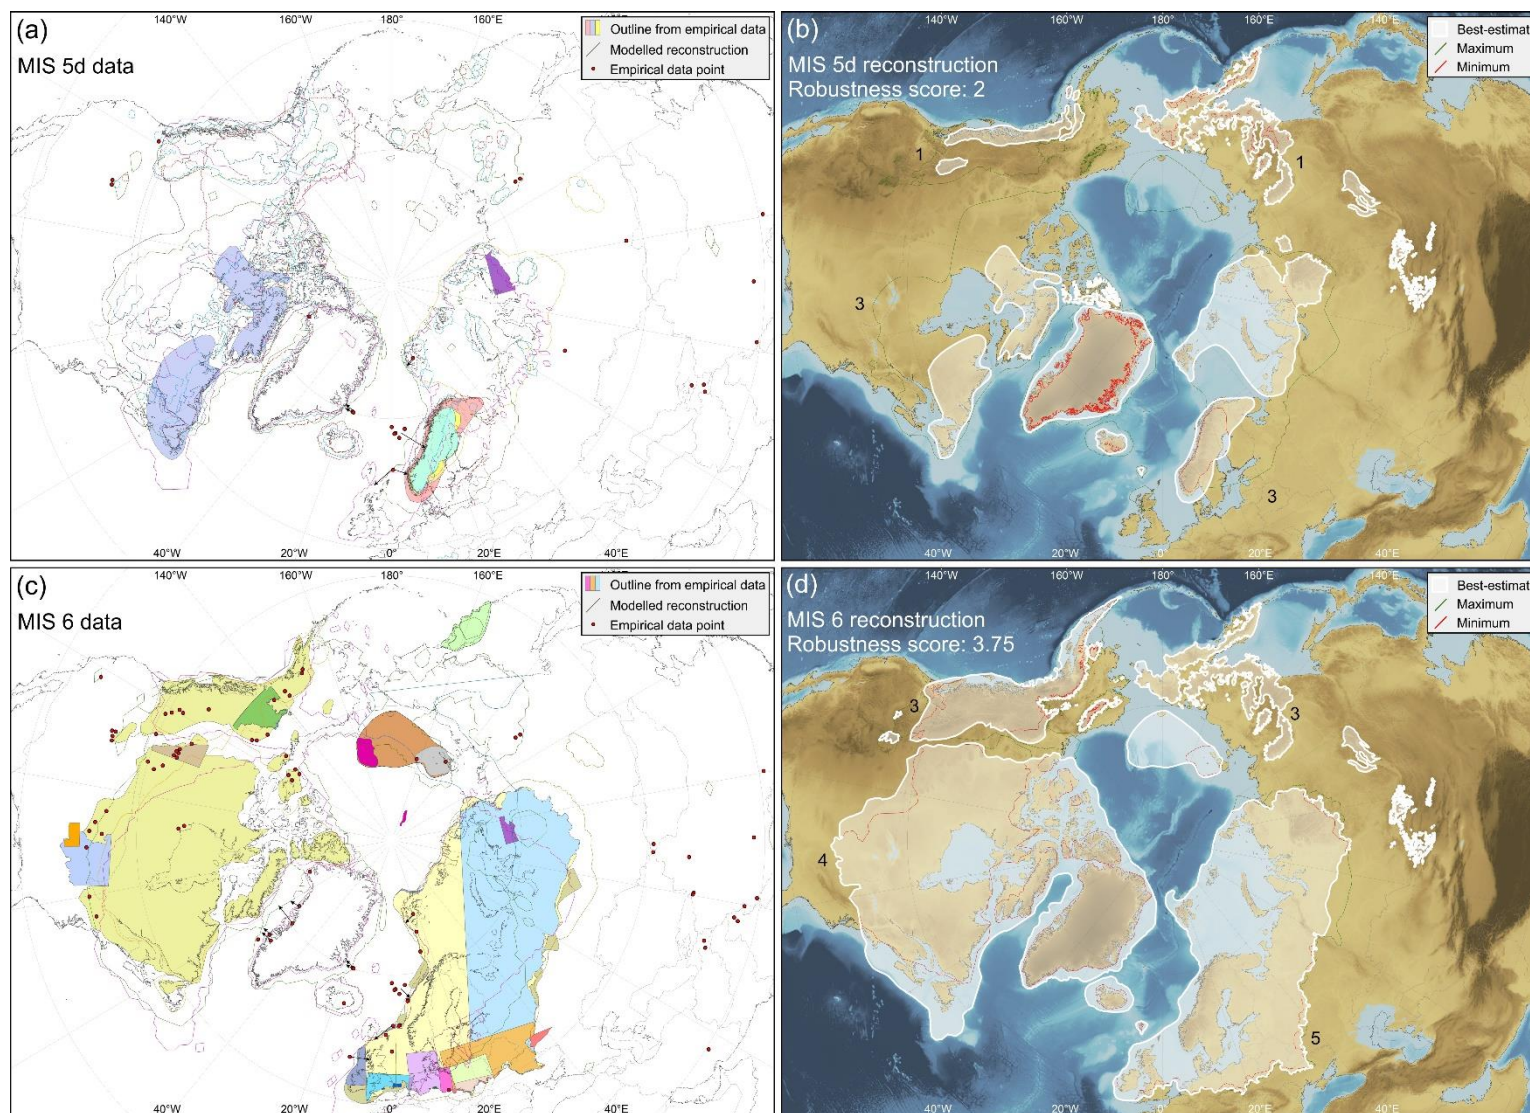 (a)
MIS 5d data
160°W
180°
160°E
Outline from empirical data
Modelled reconstruction
Empirical data point
40°W
20°W
0°
20°E
40°E
(b)
MIS 5d reconstruction
Robustness score: 2
140°W
160°W
180°
160°E
140°E
Best-estimat
Maximum
Minimum
1
1
3
3
40°W
20°W
0°
20°E
40°E
(c)
MIS 6 data
160°W
180°
160°E
Outline from empirical data
Modelled reconstruction
Empirical data point
40°W
20°W
0°
20°E
40°E
(d)
MIS 6 reconstruction
Robustness score: 3.75
140°W
160°W
180°
160°E
140°E
Best-estimat
Maximum
Minimum
3
3
4
5
40°W
20°W
0°
20°E
40°E